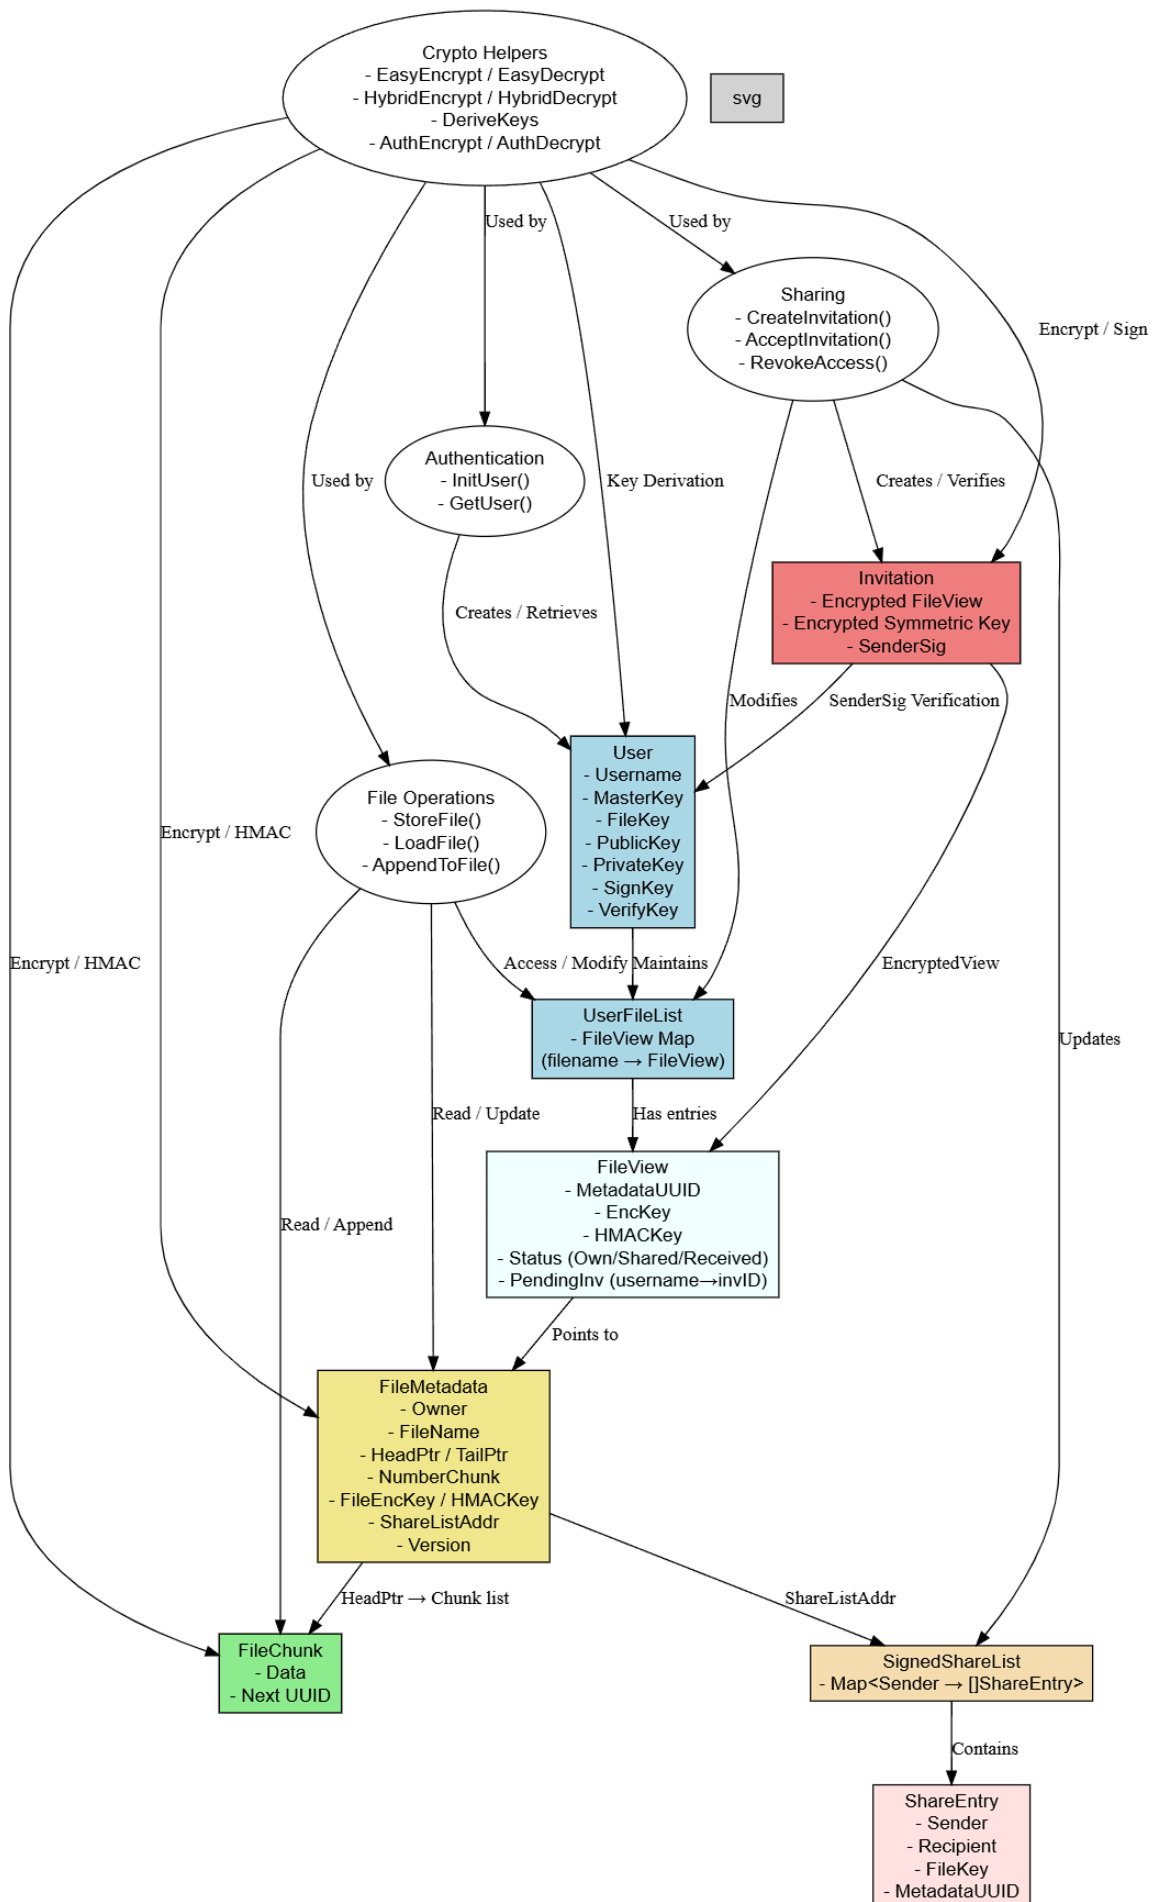 Crypto Helpers
- EasyEncrypt / EasyDecrypt
- HybridEncrypt / HybridDecrypt
- DeriveKeys
- AuthEncrypt / AuthDecrypt
svg
Used by
Used by
Sharing
- CreateInvitation()
- AcceptInvitation()
- RevokeAccess()
Encrypt / Sign
Used by
Authentication
- InitUser()
- GetUser()
Key Derivation
Creates / Verifies
Invitation
- Encrypted FileView
- Encrypted Symmetric Key
- SenderSig
Creates / Retrieves
Modifies
SenderSig Verification
User
- Username
- MasterKey
- FileKey
- PublicKey
- PrivateKey
- SignKey
- VerifyKey
File Operations
- StoreFile()
- LoadFile()
- AppendToFile()
Encrypt / HMAC
Encrypt / HMAC
Access / Modify
Maintains
EncryptedView
UserFileList
- FileView Map
(filename → FileView)
Updates
Read / Update
Has entries
FileView
- MetadataUUID
- EncKey
- HMACKey
- Status (Own/Shared/Received)
- PendingInv (username→invID)
Read / Append
Points to
FileMetadata
- Owner
- FileName
- HeadPtr / TailPtr
- NumberChunk
- FileEncKey / HMACKey
- ShareListAddr
- Version
HeadPtr → Chunk list
ShareListAddr
FileChunk
- Data
- Next UUID
SignedShareList
- Map<Sender → []ShareEntry>
Contains
ShareEntry
- Sender
- Recipient
- FileKey
- MetadataUUID